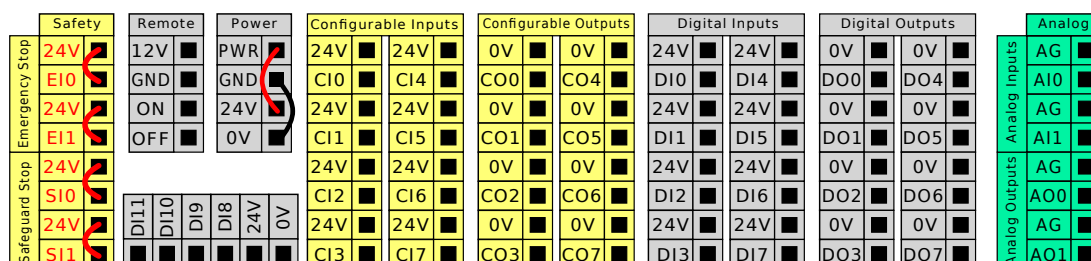 Safety
Emergency Stop
24V
EI0
24V
EI1
Safeguard Stop
24V
SI0
24V
SI1
Remote
12V
GND
ON
OFF
Power
PWR
GND
24V
0V
DI11
DI10
DI9
DI8
24V
0V
Configurable Inputs
24V 24V
CI0 CI4
24V 24V
CI1 CI5
24V 24V
CI2 CI6
24V 24V
CI3 CI7
Configurable Outputs
0V 0V
CO0 CO4
0V 0V
CO1 CO5
0V 0V
CO2 CO6
0V 0V
CO3 CO7
Digital Inputs
24V 24V
DI0 DI4
24V 24V
DI1 DI5
24V 24V
DI2 DI6
24V 24V
DI3 DI7
Digital Outputs
0V 0V
DO0 DO4
0V 0V
DO1 DO5
0V 0V
DO2 DO6
0V 0V
DO3 DO7
Analog
Analog Inputs
AG
AI0
AG
AI1
Analog Outputs
AG
AO0
AG
AO1